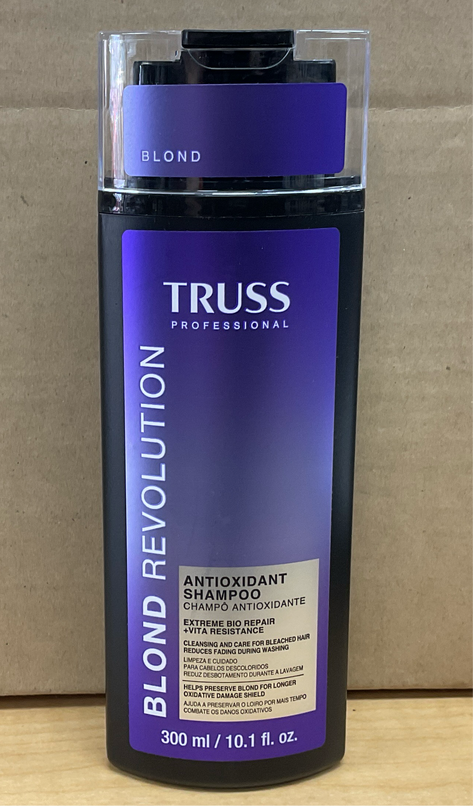 BLOND
TRUSS
PROFESSIONAL
BLOND REVOLUTION
ANTIOXIDANT
SHAMPOO
CHAMPÔ ANTIOXIDANTE
EXTREME BIO REPAIR
+VITA RESISTANCE
CLEANSING AND CARE FOR BLEACHED HAIR
REDUCES FADING DURING WASHING
LIMPEZA E CUIDADO
PARA CABELOS DESCOLORIDOS
REDUZ DESBOTAMENTO DURANTE A LAVAGEM
HELPS PRESERVE BLOND FOR LONGER
OXIDATIVE DAMAGE SHIELD
AJUDA A PRESERVAR O LOIRO POR MAIS TEMPO
COMBATE OS DANOS OXIDATIVOS
300 ml / 10.1 fl. oz.